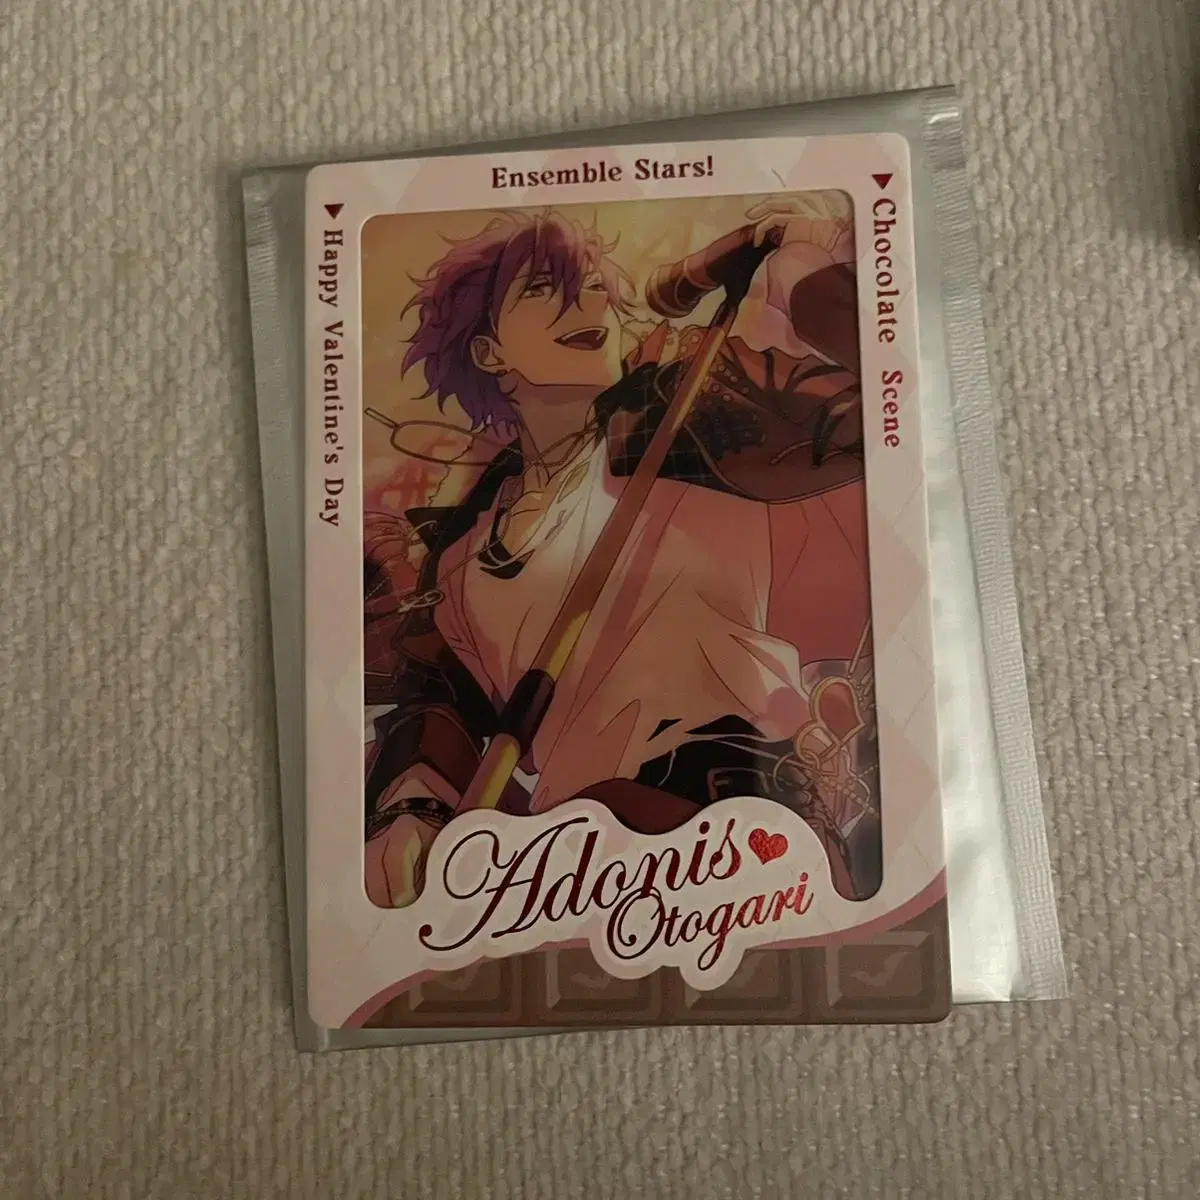 Ensemble Stars!
Happy Valentine's Day
Chocolate Scene
Adonis
Otogari